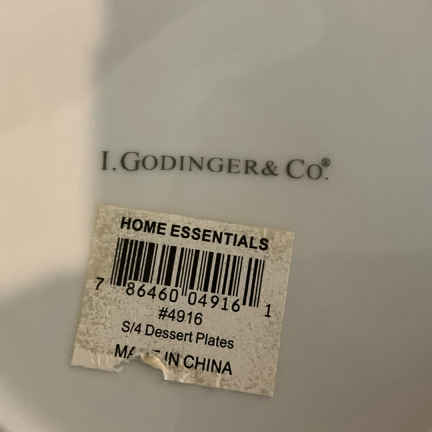 I. GODINGER & CO.®
HOME ESSENTIALS
7 86460 04916 1
#4916
S/4 Dessert Plates
IN CHINA